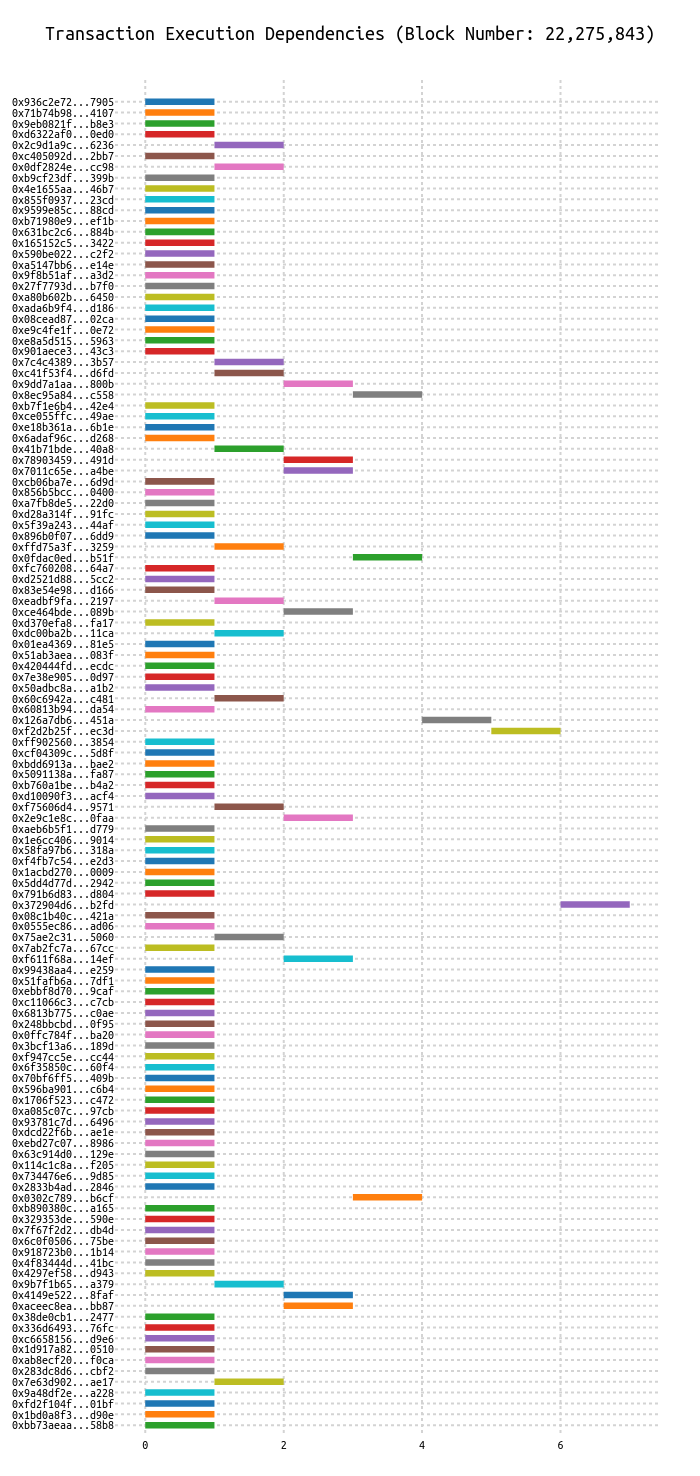 Transaction Execution Dependencies (Block Number: 22,275,843)
0x936c2e72...7905
0x71b74b98...4107
0x9eb0821f...b8e3
0xd6322af0...0ed0
0x2c9d1a9c...6236
0xc405092d...2bb7
0x0df2824e...cc98
0xb9cf23df...399b
0x4e1655aa...46b7
0x855f0937...23cd
0x9599e85c...88cd
0xb71980e9...ef1b
0x631bc2c6...884b
0x165152c5...3422
0x590be022...c2f2
0xa5147bb6...e14e
0x9f8b51af...a3d2
0x27f7793d...b7f0
0xa80b602b...6450
0xada6b9f4...d186
0x08cead87...02ca
0xe9c4fe1f...0e72
0xe8a5d515...5963
0x901aece3...43c3
0x7c4c4389...3b57
0xc41f53f4...d6fd
0x9dd7a1aa...800b
0x8ec95a84...c558
0xb7f1e6b4...42e4
0xce055ffc...49ae
0xe18b361a...6b1e
0x6adaf96c...d268
0x41b71bde...40a8
0x78903459...491d
0x7011c65e...a4be
0xcb06ba7e...6d9d
0x856b5bcc...0400
0xa7fb8de5...22d0
0xd28a314f...91fc
0x5f39a243...44af
0x896b0f07...6dd9
0xffd75a3f...3259
0x0fdac0ed...b51f
0xfc760208...64a7
0xd2521d88...5cc2
0x83e54e98...d166
0xeadbf9fa...2197
0xce464bde...089b
0xd370efa8...fa17
0xdc00ba2b...11ca
0x01ea4369...81e5
0x51ab3aea...083f
0x420444fd...ecdc
0x7e38e905...0d97
0x50adbc8a...a1b2
0x60c6942a...c481
0x60813b94...da54
0x126a7db6...451a
0xf2d2b25f...ec3d
0xff902560...3854
0xcf04309c...5d8f
0xbdd6913a...bae2
0x5091138a...fa87
0xb760a1be...b4a2
0xd10090f3...acf4
0xf75606d4...9571
0x2e9c1e8c...0faa
0xaeb6b5f1...d779
0x1e6cc406...9014
0x58fa97b6...318a
0xf4fb7c54...e2d3
0x1acbd270...0009
0x5dd4d77d...2942
0x791b6d83...d804
0x372904d6...b2fd
0x08c1b40c...421a
0x0555ec86...ad06
0x75ae2c31...5060
0x7ab2fc7a...67cc
0xf611f68a...14ef
0x99438aa4...e259
0x51fafb6a...7df1
0xebbf8d70...9caf
0xc11066c3...c7cb
0x6813b775...c0ae
0x248bbcbd...0f95
0x0ffc784f...ba20
0x3bcf13a6...189d
0xf947cc5e...cc44
0x6f35850c...60f4
0x70bf6ff5...409b
0x596ba901...c6b4
0x1706f523...c472
0xa085c07c...97cb
0x93781c7d...6496
0xdcd22f6b...ae1e
0xebd27c07...8986
0x63c914d0...129e
0x114c1c8a...f205
0x734476e6...9d85
0x2833b4ad...2846
0x0302c789...b6cf
0xb890380c...a165
0x329353de...590e
0x7f67f2d2...db4d
0x6c0f0506...75be
0x918723b0...1b14
0x4f83444d...41bc
0x4297ef58...d943
0x9b7f1b65...a379
0x4149e522...8faf
0xaceec8ea...bb87
0x38de0cb1...2477
0x336d6493...76fc
0xc6658156...d9e6
0x1d917a82...0510
0xab8ecf20...f0ca
0x283dc8d6...cbf2
0x7e63d902...ae17
0x9a48df2e...a228
0xfd2f104f...01bf
0x1bd0a8f3...d90e
0xbb73aeaa...58b8
0 2 4 6